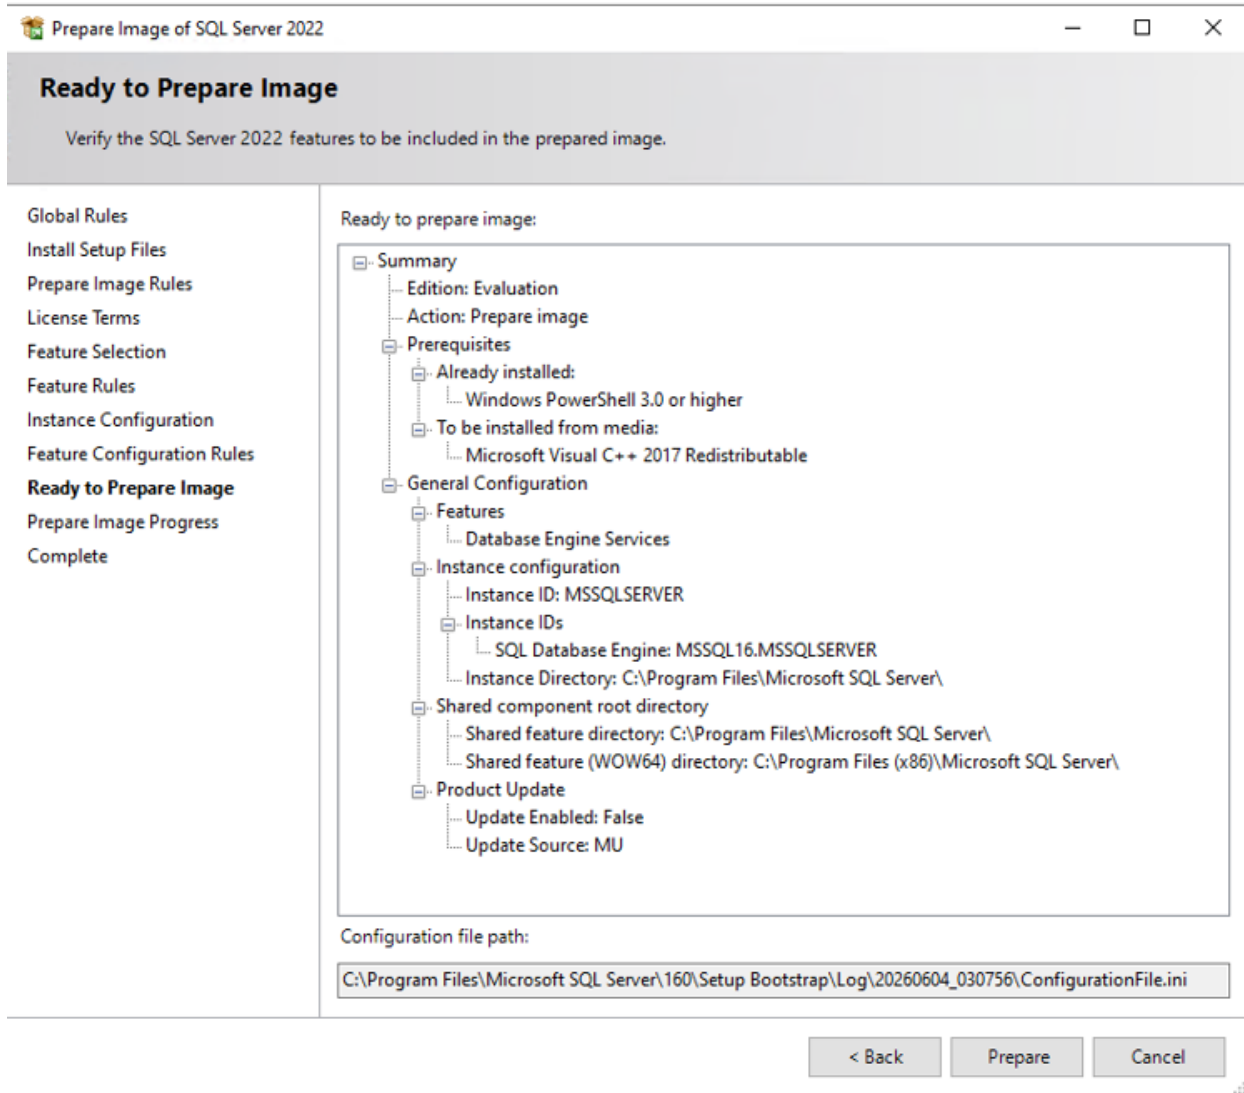 Prepare Image of SQL Server 2022
Ready to Prepare Image
Verify the SQL Server 2022 features to be included in the prepared image.
Global Rules
Install Setup Files
Prepare Image Rules
License Terms
Feature Selection
Feature Rules
Instance Configuration
Feature Configuration Rules
Ready to Prepare Image
Prepare Image Progress
Complete
Ready to prepare image:
Summary
Edition: Evaluation
Action: Prepare image
Prerequisites
Already installed:
Windows PowerShell 3.0 or higher
To be installed from media:
Microsoft Visual C++ 2017 Redistributable
General Configuration
Features
Database Engine Services
Instance configuration
Instance ID: MSSQLSERVER
Instance IDs
SQL Database Engine: MSSQL16.MSSQLSERVER
Instance Directory: C:\Program Files\Microsoft SQL Server\
Shared component root directory
Shared feature directory: C:\Program Files\Microsoft SQL Server\
Shared feature (WOW64) directory: C:\Program Files (x86)\Microsoft SQL Server\
Product Update
Update Enabled: False
Update Source: MU
Configuration file path:
C:\Program Files\Microsoft SQL Server\160\Setup Bootstrap\Log\20260604_030756\ConfigurationFile.ini
< Back
Prepare
Cancel